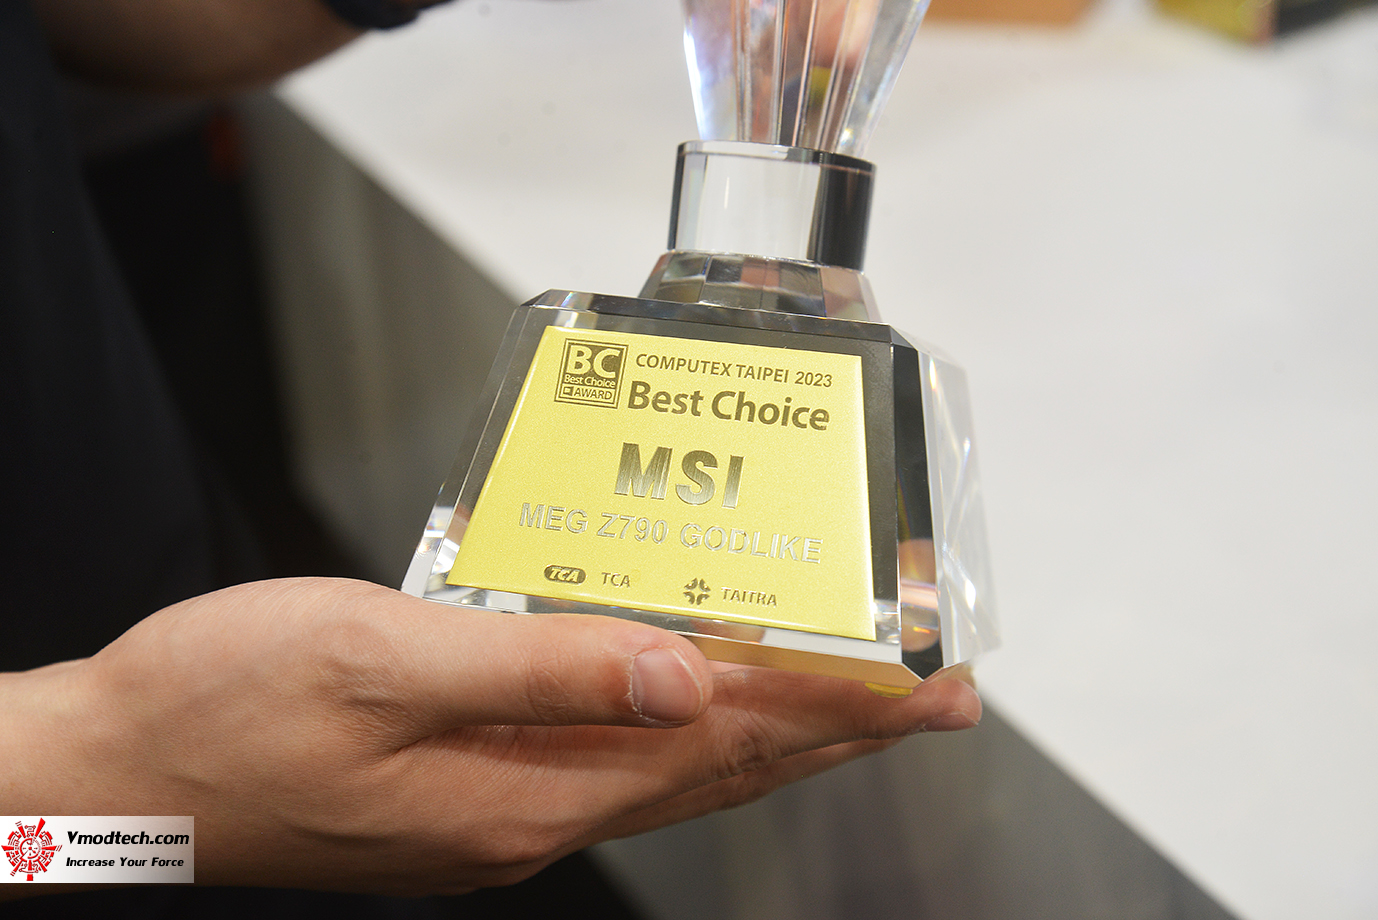 BC
Best Choice
AWARD
COMPUTEX TAIPEI 2023
Best Choice
MSI
MEG Z790 GODLIKE
TCA TCA TAITRA
Vmodtech.com
Increase Your Force